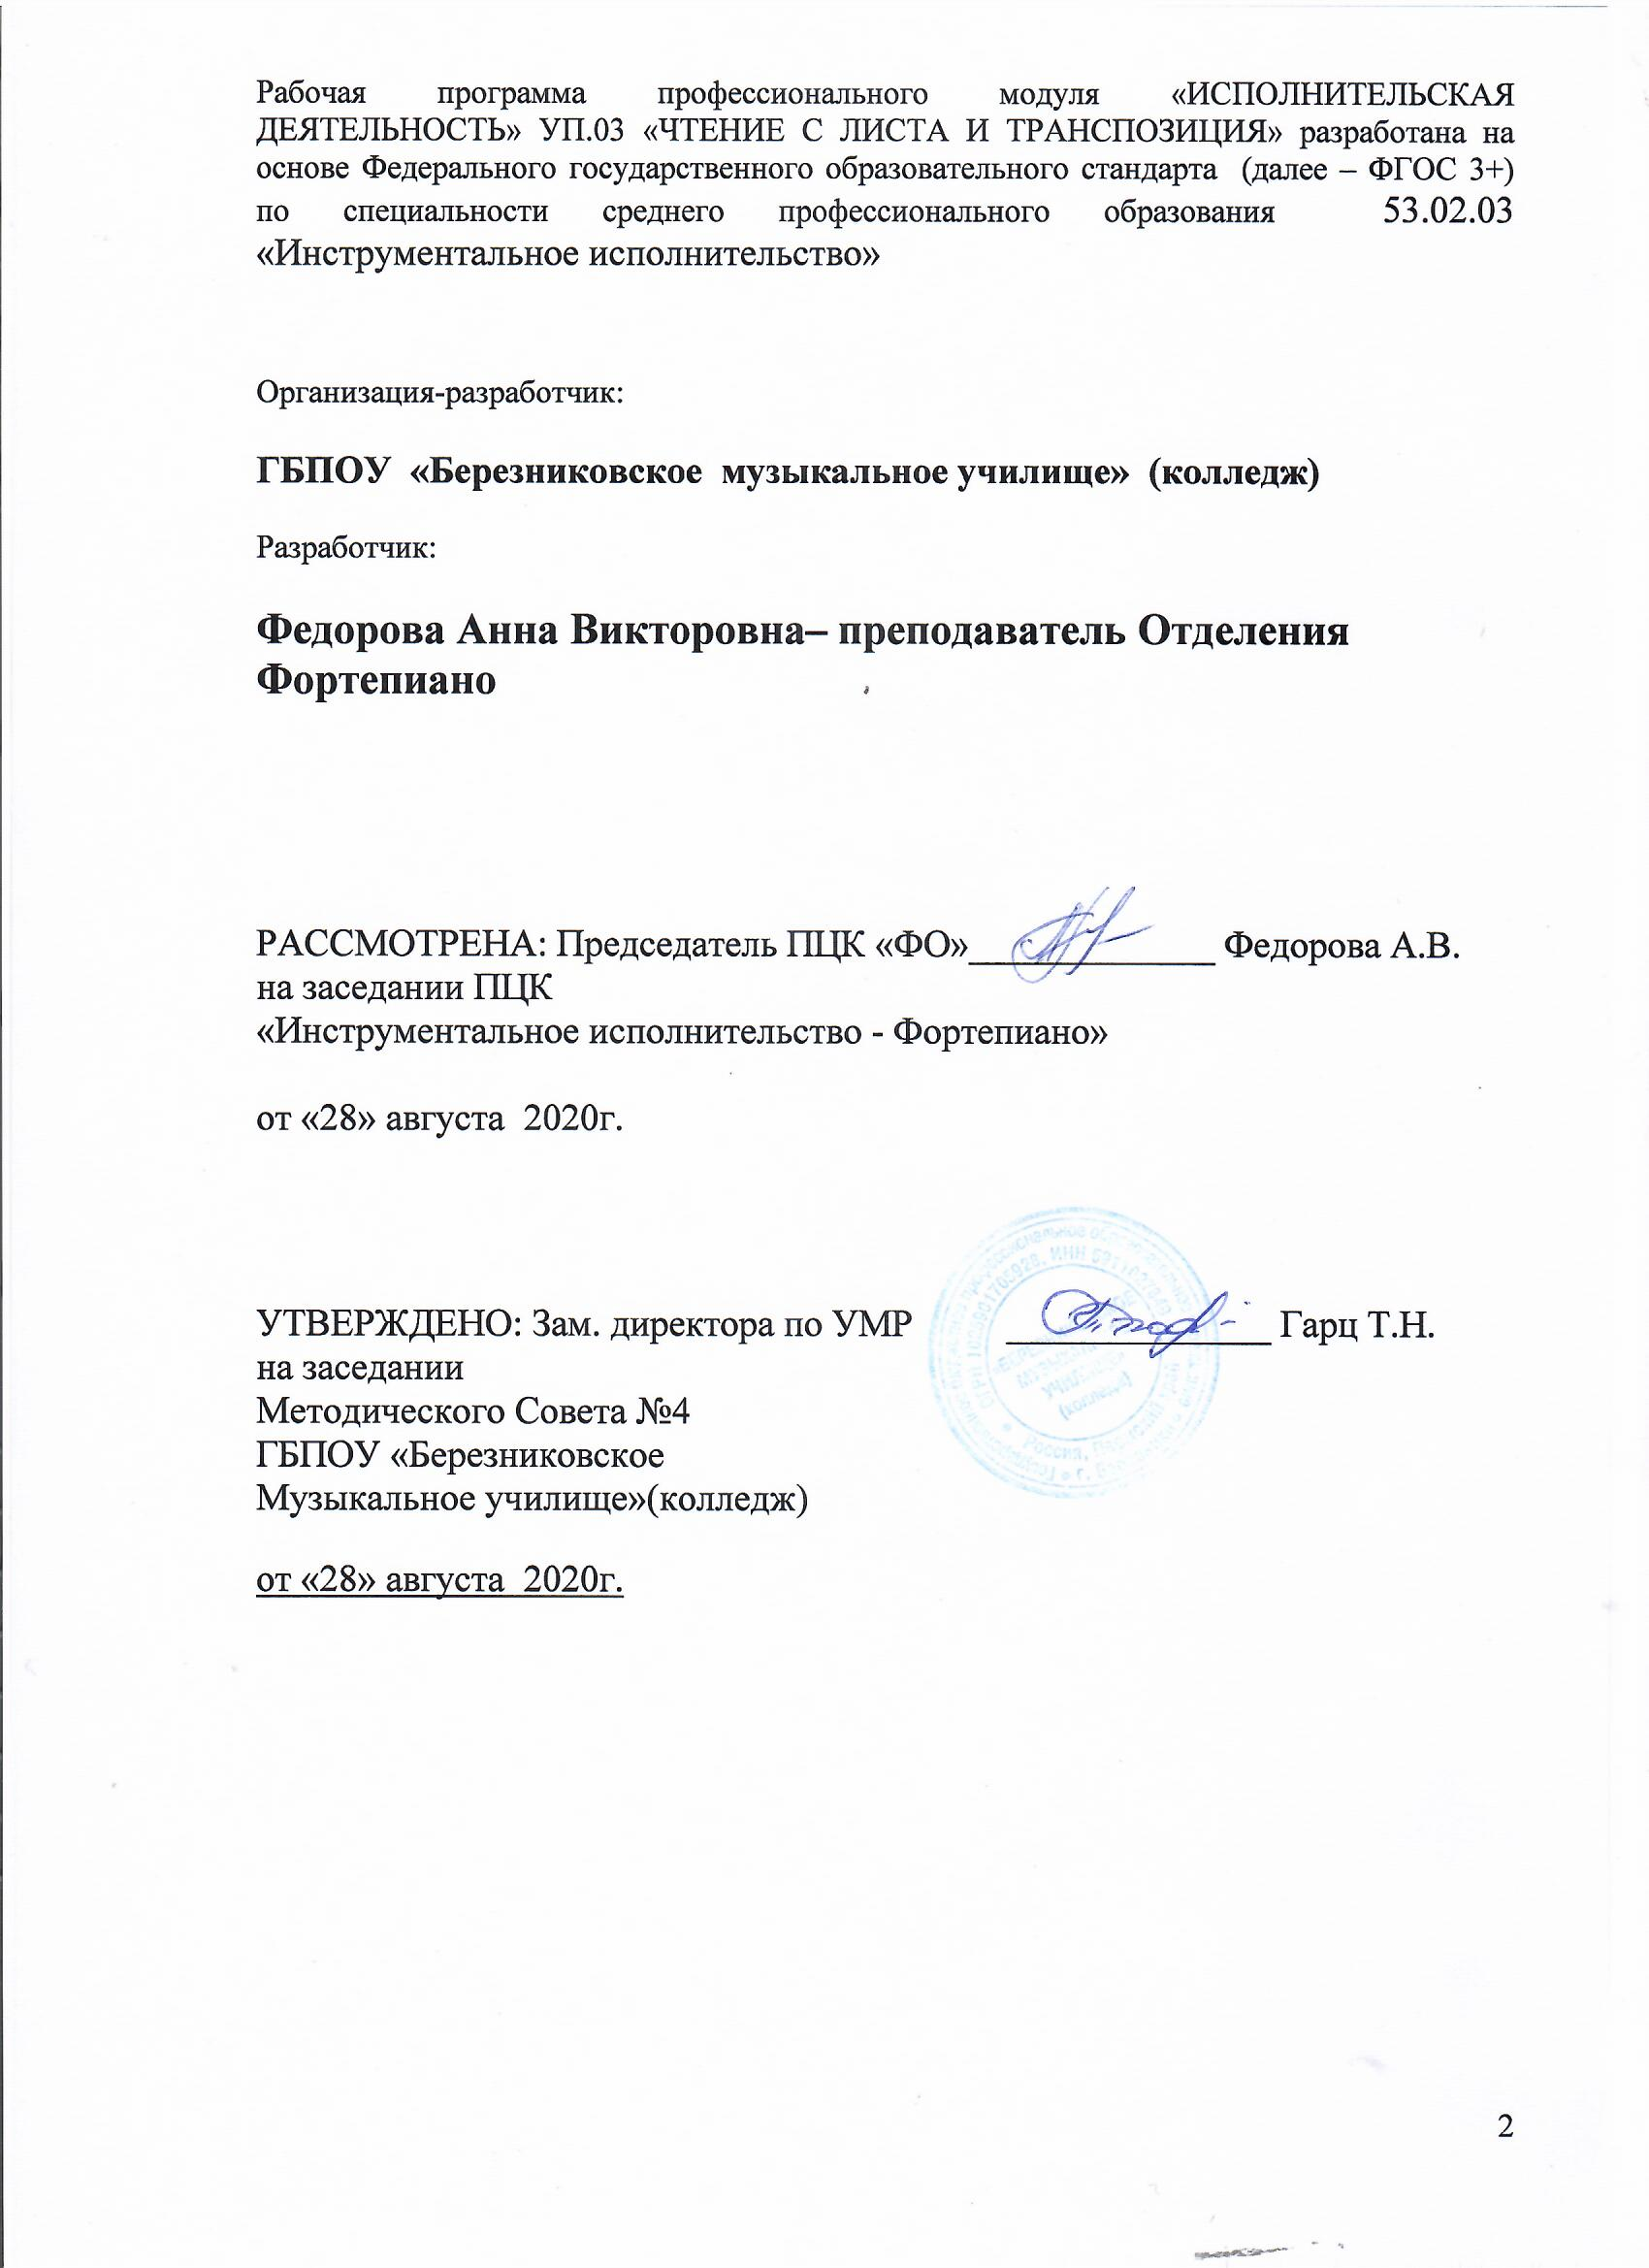 Рабочая программа профессионального модуля «ИСПОЛНИТЕЛЬСКАЯ
ДЕЯТЕЛЬНОСТЬ» УП.03 «ЧТЕНИЕ С ЛИСТА И ТРАНСПОЗИЦИЯ» разработана на
основе Федерального государственного образовательного стандарта (далее – ФГОС 3+)
по специальности среднего профессионального образования 53.02.03
«Инструментальное исполнительство»
Организация-разработчик:
ГБПОУ «Березниковское музыкальное училище» (колледж)
Разработчик:
Федорова Анна Викторовна– преподаватель Отделения
Фортепиано
РАССМОТРЕНА: Председатель ПЦК «ФО»______________ Федорова А.В.
на заседании ПЦК
«Инструментальное исполнительство - Фортепиано»
от «28» августа 2020г.
УТВЕРЖДЕНО: Зам. директора по УМР _______________ Гарц Т.Н.
на заседании
Методического Совета №4
ГБПОУ «Березниковское
Музыкальное училище»(колледж)
от «28» августа 2020г.
(колледж)
Россия,
2